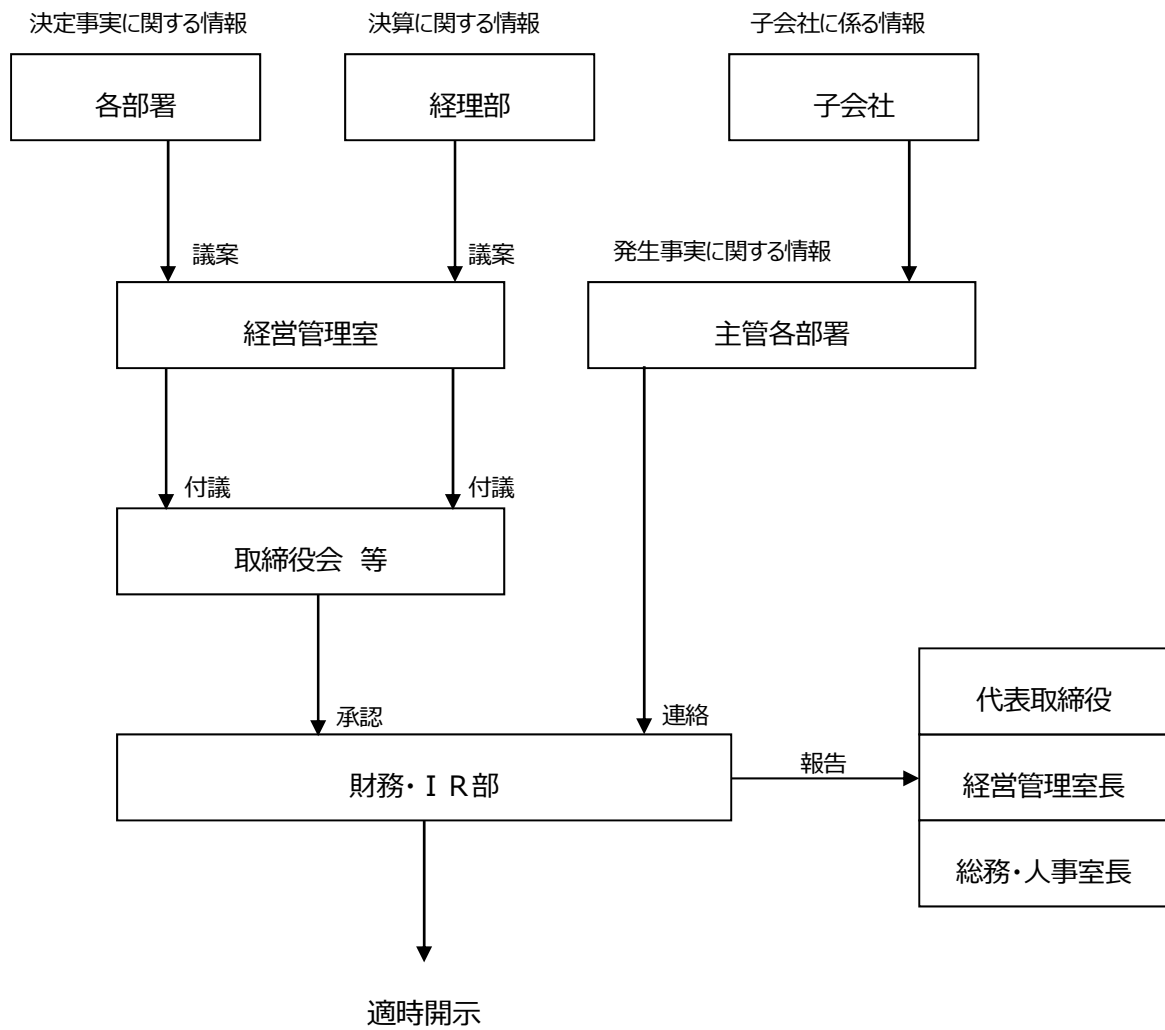 決定事実に関する情報
決算に関する情報
子会社に係る情報
各部署
経理部
子会社
議案
議案
発生事実に関する情報
経営管理室
主管各部署
付議
付議
取締役会 等
代表取締役
承認
連絡
財務・ＩＲ部
報告
経営管理室長
総務・人事室長
適時開示